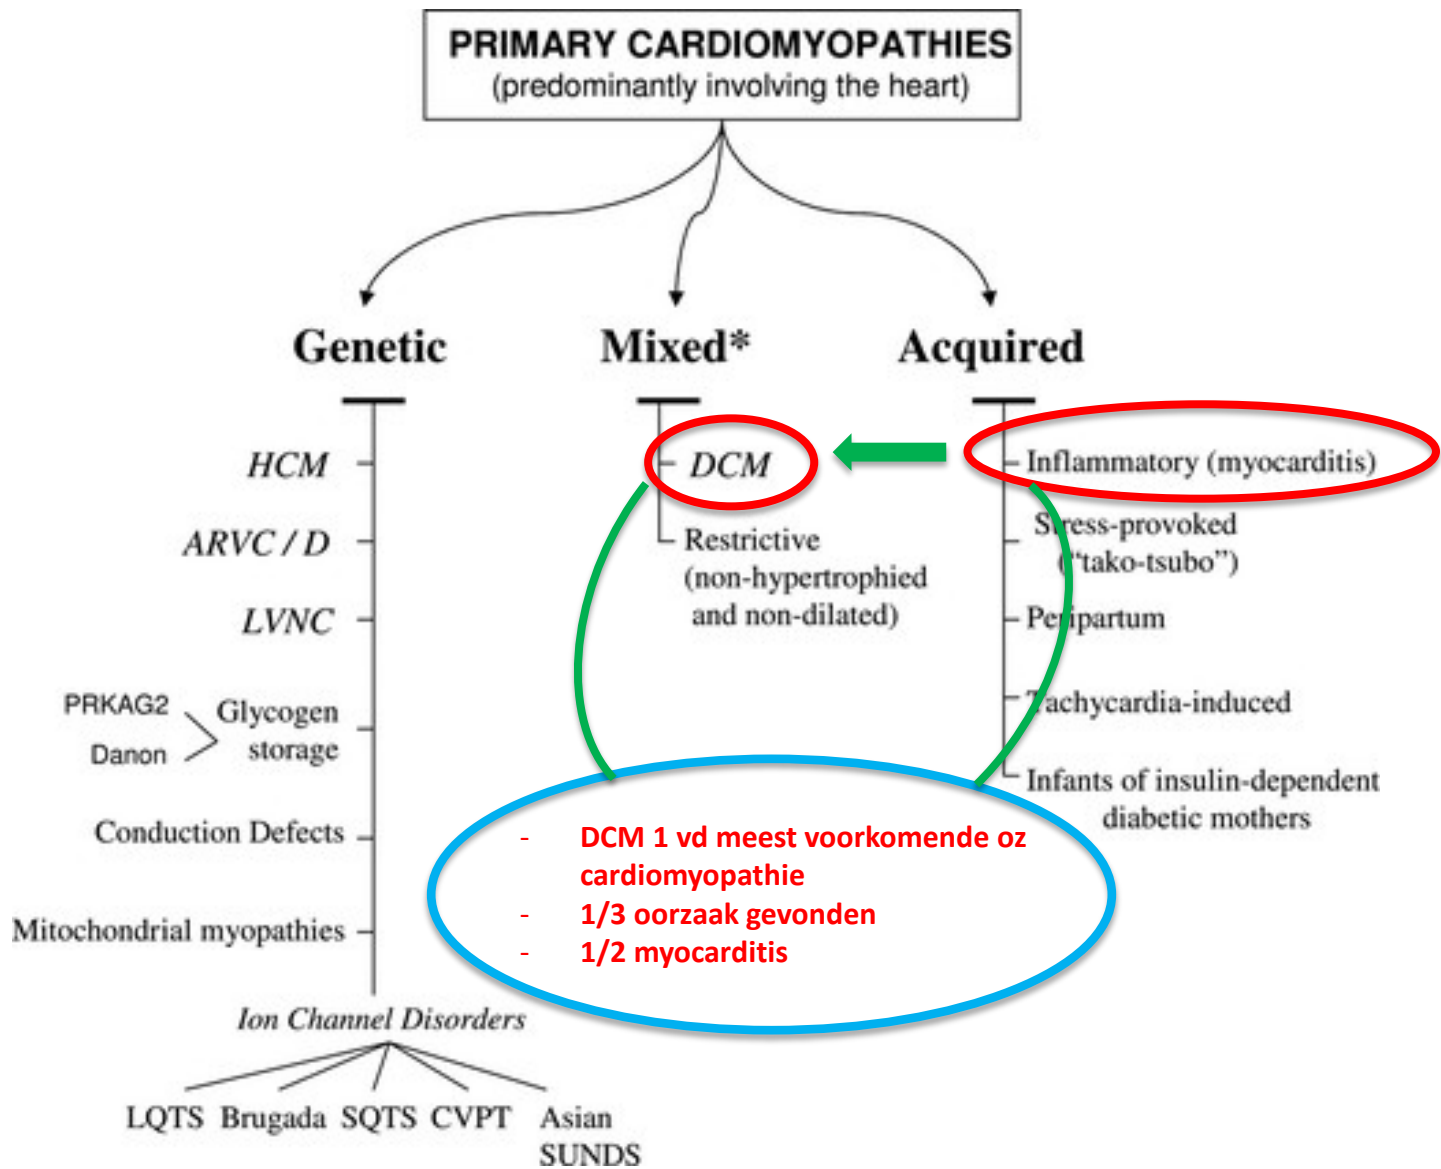 PRIMARY CARDIOMYOPATHIES
(predominantly involving the heart)
Genetic
HCM
ARVC / D
LVNC
PRKAG2
Danon
Glycogen
storage
Conduction Defects
Mitochondrial myopathies
Ion Channel Disorders
LQTS Brugada SQTS CVPT Asian
SUNDS
Mixed*
DCM
Restrictive
(non-hypertrophied
and non-dilated)
Acquired
Inflammatory (myocarditis)
Stress-provoked
("tako-tsubo")
Peripartum
Tachycardia-induced
Infants of insulin-dependent
diabetic mothers
- DCM 1 vd meest voorkomende oz
cardiomyopathie
- 1/3 oorzaak gevonden
- 1/2 myocarditis